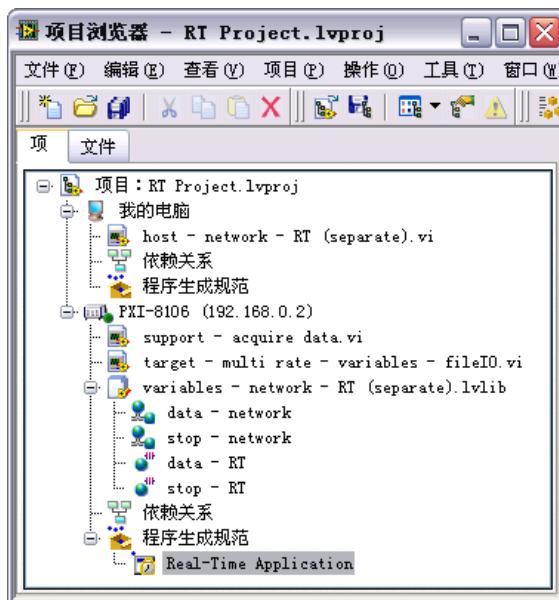 项目浏览器 - RT Project.lvproj
文件(F) 编辑(E) 查看(V) 项目(P) 操作(O) 工具(T) 窗口(W
项 文件
项目：RT Project.lvproj
我的电脑
host - network - RT (separate).vi
依赖关系
程序生成规范
PXI-8106 (192.168.0.2)
support - acquire data.vi
target - multi rate - variables - fileIO.vi
variables - network - RT (separate).lvlib
data - network
stop - network
data - RT
stop - RT
依赖关系
程序生成规范
Real-Time Application